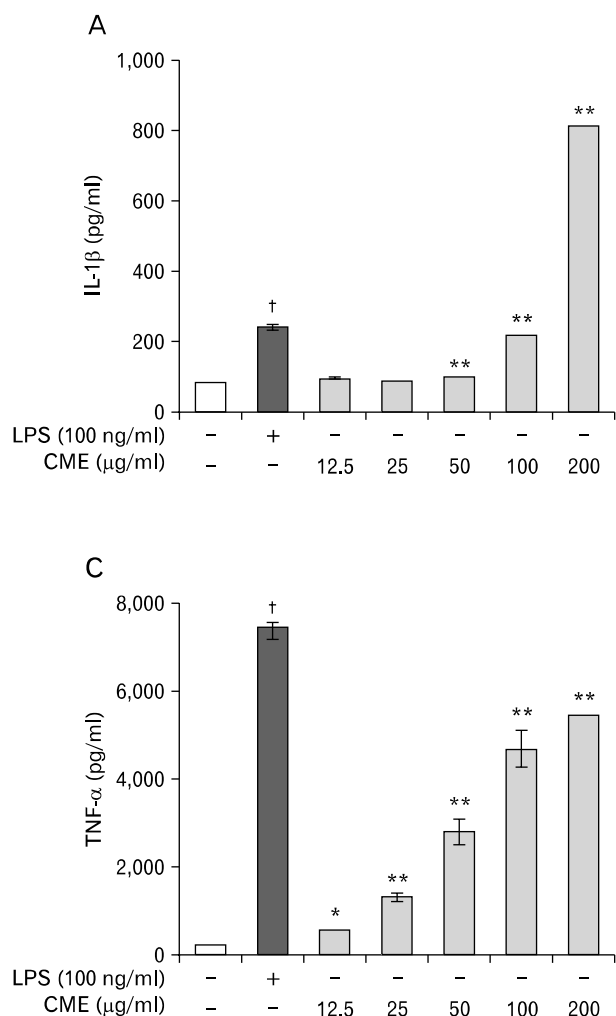 A
1,000
800
600
400
200
0
IL-1β (pg/ml)
†
**
**
**
LPS (100 ng/ml) – + – – – – –
CME (μg/ml) – – 12.5 25 50 100 200
C
8,000
6,000
4,000
2,000
0
TNF-α (pg/ml)
†
*
**
**
**
**
LPS (100 ng/ml) – + – – – – –
CME (μg/ml) – – 12.5 25 50 100 200